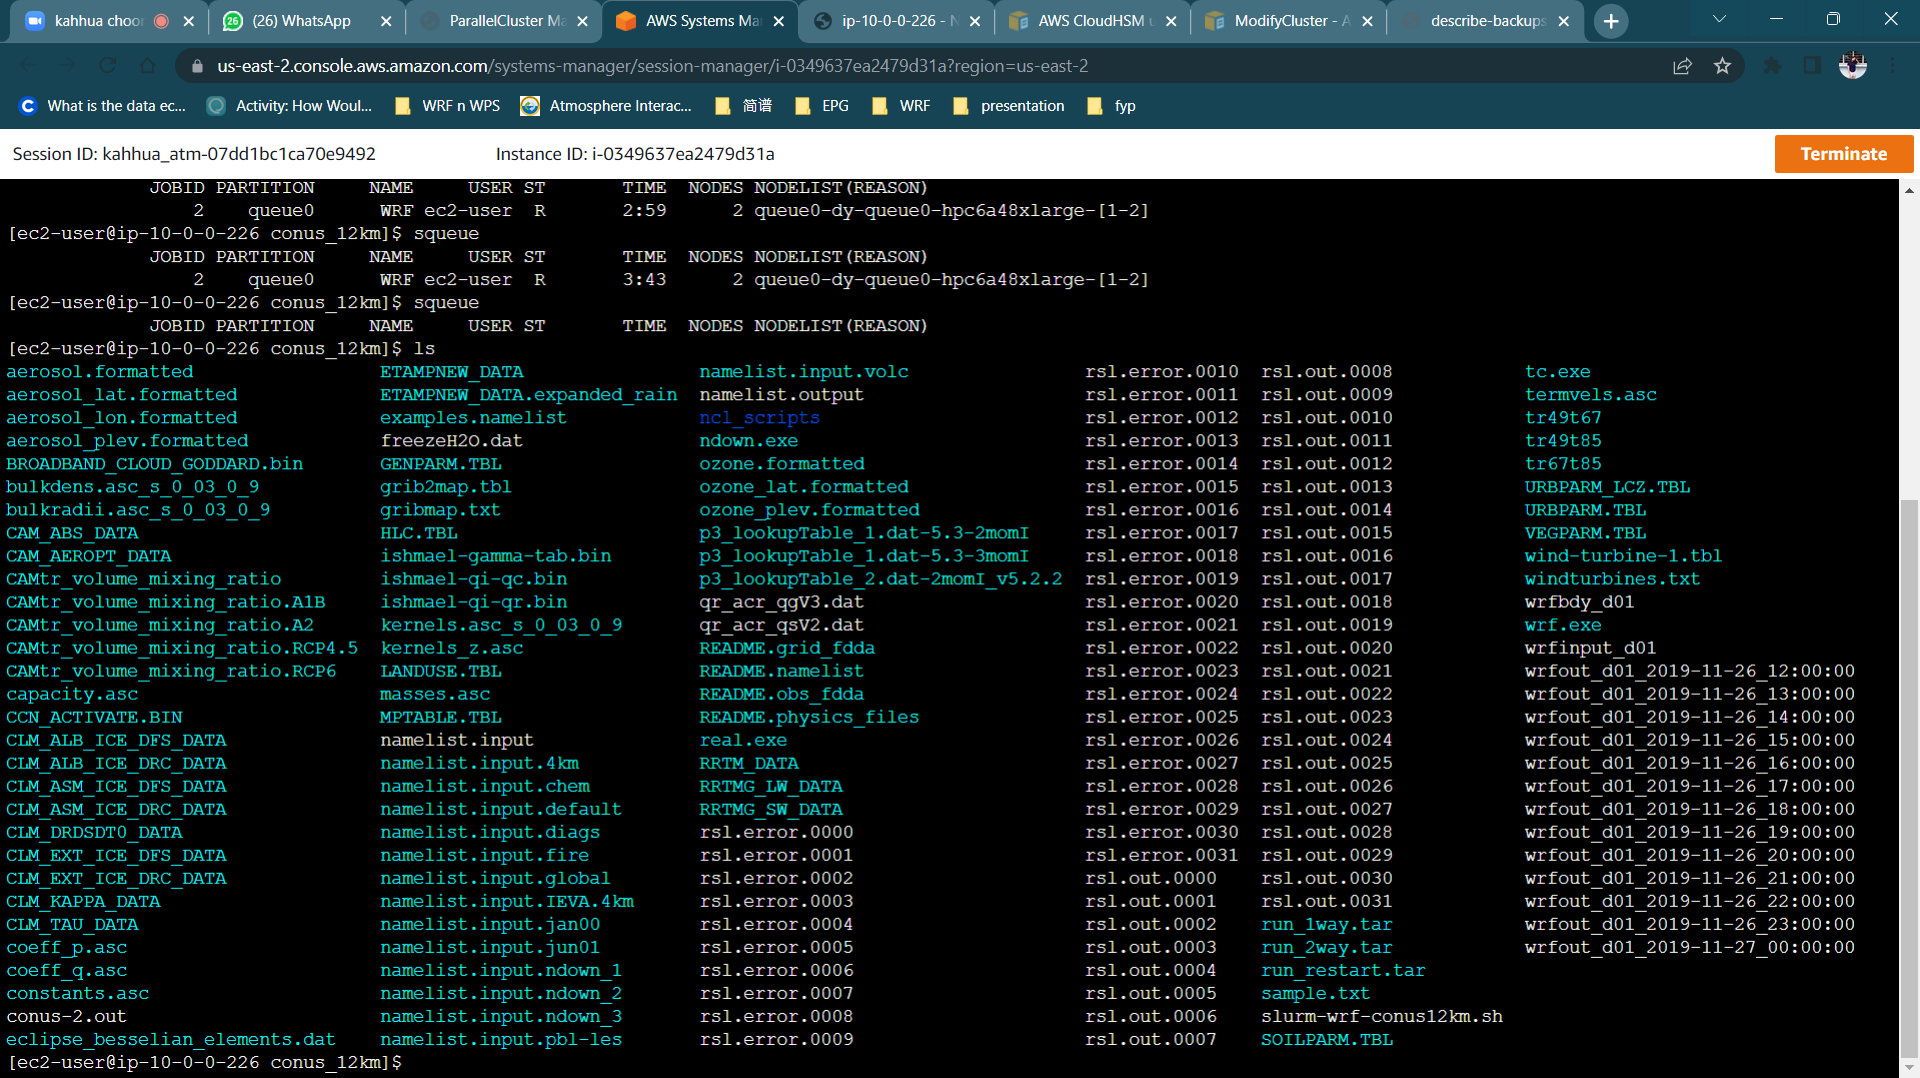 kahhua choon
(26) WhatsApp
ParallelCluster Ma
AWS Systems Ma
ip-10-0-0-226 - N
AWS CloudHSM u
ModifyCluster - A
describe-backups
us-east-2.console.aws.amazon.com/systems-manager/session-manager/i-0349637ea2479d31a?region=us-east-2
What is the data ec... Activity: How Woul... WRF n WPS Atmosphere Interac... 简谱 EPG WRF presentation fyp
Session ID: kahhua_atm-07dd1bc1ca70e9492 Instance ID: i-0349637ea2479d31a Terminate
JOBID PARTITION NAME USER ST TIME NODES NODELIST(REASON)
2 queue0 WRF ec2-user R 2:59 2 queue0-dy-queue0-hpc6a48xlarge-[1-2]
[ec2-user@ip-10-0-0-226 conus_12km]$ squeue
JOBID PARTITION NAME USER ST TIME NODES NODELIST(REASON)
2 queue0 WRF ec2-user R 3:43 2 queue0-dy-queue0-hpc6a48xlarge-[1-2]
[ec2-user@ip-10-0-0-226 conus_12km]$ squeue
JOBID PARTITION NAME USER ST TIME NODES NODELIST(REASON)
[ec2-user@ip-10-0-0-226 conus_12km]$ ls
aerosol.formatted ETAMPNEW_DATA namelist.input.volc rsl.error.0010 rsl.out.0008 tc.exe
aerosol_lat.formatted ETAMPNEW_DATA.expanded_rain namelist.output rsl.error.0011 rsl.out.0009 termvels.asc
aerosol_lon.formatted examples.namelist ncl_scripts rsl.error.0012 rsl.out.0010 tr49t67
aerosol_plev.formatted freezeH2O.dat ndown.exe rsl.error.0013 rsl.out.0011 tr49t85
BROADBAND_CLOUD_GODDARD.bin GENPARM.TBL ozone.formatted rsl.error.0014 rsl.out.0012 tr67t85
bulkdens.asc_s_0_03_0_9 grib2map.tbl ozone_lat.formatted rsl.error.0015 rsl.out.0013 URBPARM_LCZ.TBL
bulkradii.asc_s_0_03_0_9 gribmap.txt ozone_plev.formatted rsl.error.0016 rsl.out.0014 URBPARM.TBL
CAM_ABS_DATA HLC.TBL p3_lookupTable_1.dat-5.3-2momI rsl.error.0017 rsl.out.0015 VEGPARM.TBL
CAM_AEROPT_DATA ishmael-gamma-tab.bin p3_lookupTable_1.dat-5.3-3momI rsl.error.0018 rsl.out.0016 wind-turbine-1.tbl
CAMtr_volume_mixing_ratio ishmael-qi-qc.bin p3_lookupTable_2.dat-2momI_v5.2.2 rsl.error.0019 rsl.out.0017 windturbines.txt
CAMtr_volume_mixing_ratio.A1B ishmael-qi-qr.bin qr_acr_qgV3.dat rsl.error.0020 rsl.out.0018 wrfbdy_d01
CAMtr_volume_mixing_ratio.A2 kernels.asc_s_0_03_0_9 qr_acr_qsV2.dat rsl.error.0021 rsl.out.0019 wrf.exe
CAMtr_volume_mixing_ratio.RCP4.5 kernels_z.asc README.grid_fdda rsl.error.0022 rsl.out.0020 wrfinput_d01
CAMtr_volume_mixing_ratio.RCP6 LANDUSE.TBL README.namelist rsl.error.0023 rsl.out.0021 wrfout_d01_2019-11-26_12:00:00
capacity.asc masses.asc README.obs_fdda rsl.error.0024 rsl.out.0022 wrfout_d01_2019-11-26_13:00:00
CCN_ACTIVATE.BIN MPTABLE.TBL README.physics_files rsl.error.0025 rsl.out.0023 wrfout_d01_2019-11-26_14:00:00
CLM_ALB_ICE_DFS_DATA namelist.input real.exe rsl.error.0026 rsl.out.0024 wrfout_d01_2019-11-26_15:00:00
CLM_ALB_ICE_DRC_DATA namelist.input.4km RRTM_DATA rsl.error.0027 rsl.out.0025 wrfout_d01_2019-11-26_16:00:00
CLM_ASM_ICE_DFS_DATA namelist.input.chem RRTMG_LW_DATA rsl.error.0028 rsl.out.0026 wrfout_d01_2019-11-26_17:00:00
CLM_ASM_ICE_DRC_DATA namelist.input.default RRTMG_SW_DATA rsl.error.0029 rsl.out.0027 wrfout_d01_2019-11-26_18:00:00
CLM_DRDSDT0_DATA namelist.input.diags rsl.error.0000 rsl.error.0030 rsl.out.0028 wrfout_d01_2019-11-26_19:00:00
CLM_EXT_ICE_DFS_DATA namelist.input.fire rsl.error.0001 rsl.error.0031 rsl.out.0029 wrfout_d01_2019-11-26_20:00:00
CLM_EXT_ICE_DRC_DATA namelist.input.global rsl.error.0002 rsl.out.0000 rsl.out.0030 wrfout_d01_2019-11-26_21:00:00
CLM_KAPPA_DATA namelist.input.IEVA.4km rsl.error.0003 rsl.out.0001 rsl.out.0031 wrfout_d01_2019-11-26_22:00:00
CLM_TAU_DATA namelist.input.jan00 rsl.error.0004 rsl.out.0002 run_1way.tar wrfout_d01_2019-11-26_23:00:00
coeff_p.asc namelist.input.jun01 rsl.error.0005 rsl.out.0003 run_2way.tar wrfout_d01_2019-11-27_00:00:00
coeff_q.asc namelist.input.ndown_1 rsl.error.0006 rsl.out.0004 run_restart.tar
constants.asc namelist.input.ndown_2 rsl.error.0007 rsl.out.0005 sample.txt
conus-2.out namelist.input.ndown_3 rsl.error.0008 rsl.out.0006 slurm-wrf-conus12km.sh
eclipse_besselian_elements.dat namelist.input.pbl-les rsl.error.0009 rsl.out.0007 SOILPARM.TBL
[ec2-user@ip-10-0-0-226 conus_12km]$